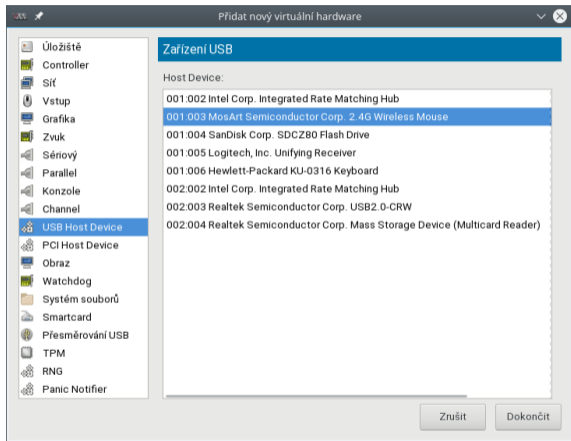 Přidat nový virtuální hardware
Úložiště
Controller
Síť
Vstup
Grafika
Zvuk
Sériový
Parallel
Konzole
Channel
USB Host Device
PCI Host Device
Obraz
Watchdog
Systém souborů
Smartcard
Přesměrování USB
TPM
RNG
Panic Notifier
Zařízení USB
Host Device:
001:002 Intel Corp. Integrated Rate Matching Hub
001:003 MosArt Semiconductor Corp. 2.4G Wireless Mouse
001:004 SanDisk Corp. SDCZ80 Flash Drive
001:005 Logitech, Inc. Unifying Receiver
001:006 Hewlett-Packard KU-0316 Keyboard
002:002 Intel Corp. Integrated Rate Matching Hub
002:003 Realtek Semiconductor Corp. USB2.0-CRW
002:004 Realtek Semiconductor Corp. Mass Storage Device (Multicard Reader)
Zrušit
Dokončit